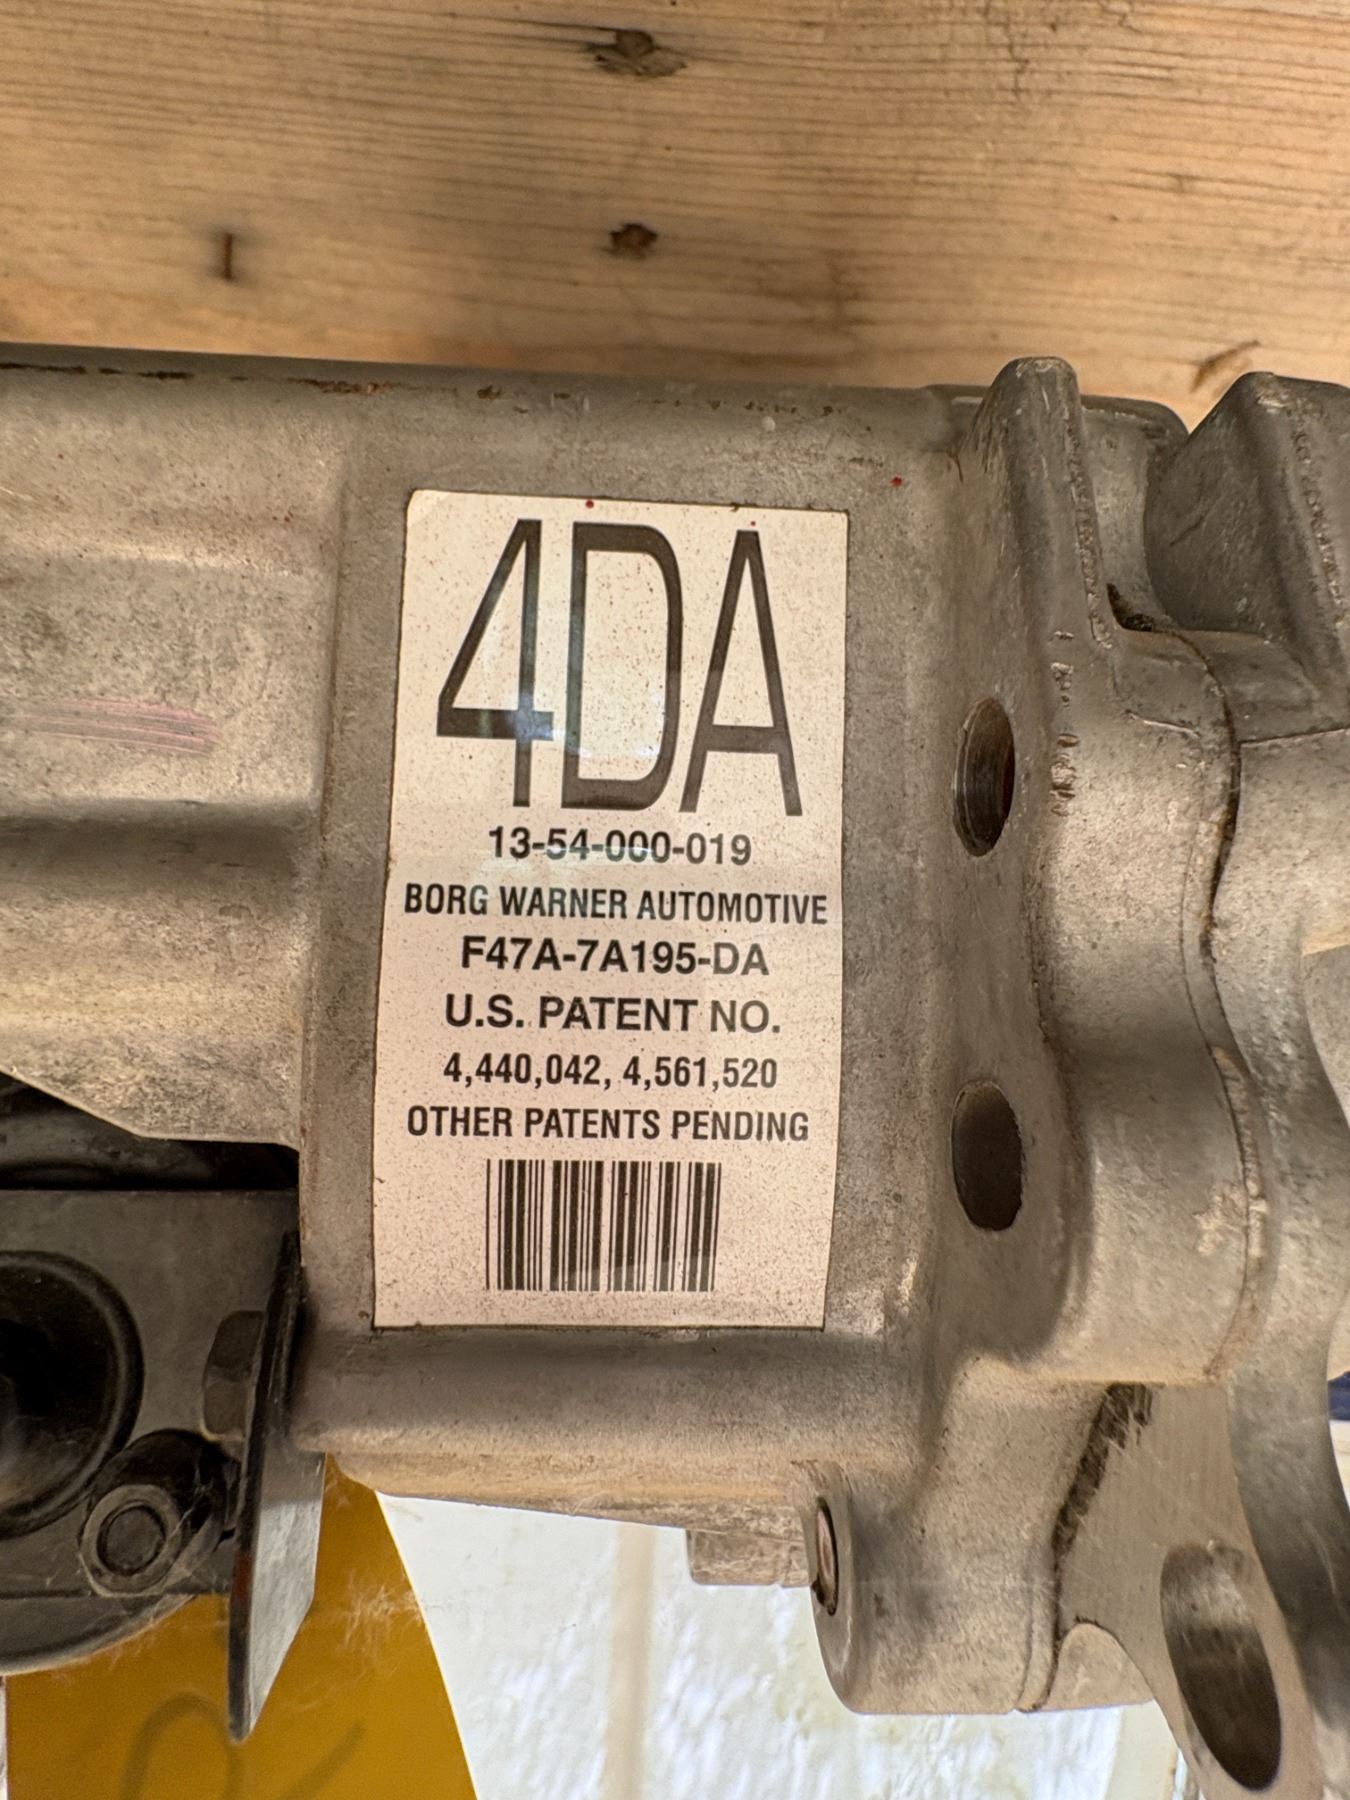 4DA
13-54-000-019
BORG WARNER AUTOMOTIVE
F47A-7A195-DA
U.S. PATENT NO.
4,440,042, 4,561,520
OTHER PATENTS PENDING